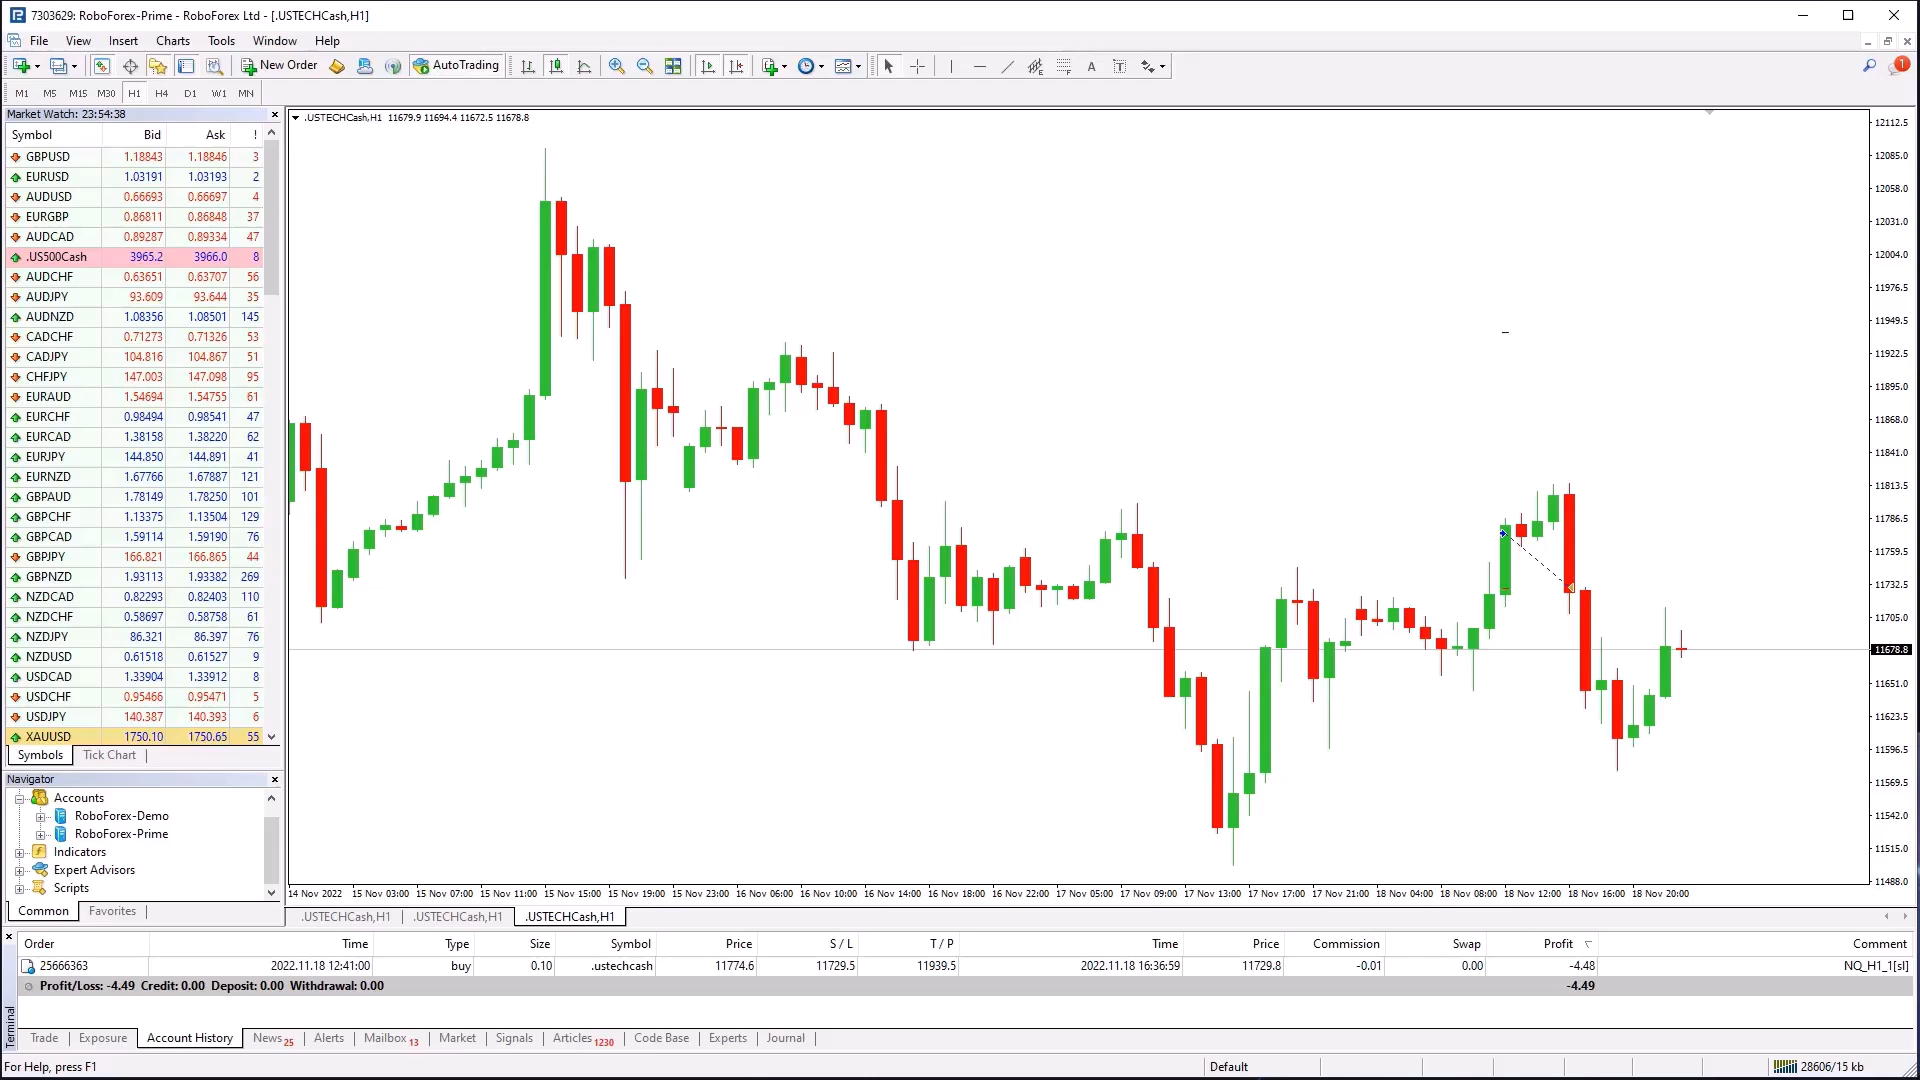 7303629: RoboForex-Prime - RoboForex Ltd - [.USTECHCash,H1]
File View Insert Charts Tools Window Help
New Order AutoTrading
1
M1 M5 M15 M30 H1 H4 D1 W1 MN
Market Watch: 23:54:38
Symbol Bid Ask !
GBPUSD 1.18843 1.18846 3
EURUSD 1.03191 1.03193 2
AUDUSD 0.66693 0.66697 4
EURGBP 0.86811 0.86848 37
AUDCAD 0.89287 0.89334 47
.US500Cash 3965.2 3966.0 8
AUDCHF 0.63651 0.63707 56
AUDJPY 93.609 93.644 35
AUDNZD 1.08356 1.08501 145
CADCHF 0.71273 0.71326 53
CADJPY 104.816 104.867 51
CHFJPY 147.003 147.098 95
EURAUD 1.54694 1.54755 61
EURCHF 0.98494 0.98541 47
EURCAD 1.38158 1.38220 62
EURJPY 144.850 144.891 41
EURNZD 1.67766 1.67887 121
GBPAUD 1.78149 1.78250 101
GBPCHF 1.13375 1.13504 129
GBPCAD 1.59114 1.59190 76
GBPJPY 166.821 166.865 44
GBPNZD 1.93113 1.93382 269
NZDCAD 0.82293 0.82403 110
NZDCHF 0.58697 0.58758 61
NZDJPY 86.321 86.397 76
NZDUSD 0.61518 0.61527 9
USDCAD 1.33904 1.33912 8
USDCHF 0.95466 0.95471 5
USDJPY 140.387 140.393 6
XAUUSD 1750.10 1750.65 55
Symbols Tick Chart
Navigator
Accounts
RoboForex-Demo
RoboForex-Prime
Indicators
Expert Advisors
Scripts
Common Favorites
.USTECHCash,H1 11679.9 11694.4 11672.5 11678.8
12112.5
12085.0
12058.0
12031.0
12004.0
11976.5
11949.5
11922.5
11895.0
11868.0
11841.0
11813.5
11786.5
11759.5
11732.5
11705.0
11678.8
11651.0
11623.5
11596.5
11569.5
11542.0
11515.0
11488.0
14 Nov 2022 15 Nov 03:00 15 Nov 07:00 15 Nov 11:00 15 Nov 15:00 15 Nov 19:00 15 Nov 23:00 16 Nov 06:00 16 Nov 10:00 16 Nov 14:00 16 Nov 18:00 16 Nov 22:00 17 Nov 05:00 17 Nov 09:00 17 Nov 13:00 17 Nov 17:00 17 Nov 21:00 18 Nov 04:00 18 Nov 08:00 18 Nov 12:00 18 Nov 16:00 18 Nov 20:00
.USTECHCash,H1 .USTECHCash,H1 .USTECHCash,H1
Order Time Type Size Symbol Price S / L T / P Time Price Commission Swap Profit Comment
25666363 2022.11.18 12:41:00 buy 0.10 .ustechcash 11774.6 11729.5 11939.5 2022.11.18 16:36:59 11729.8 -0.01 0.00 -4.48 NQ_H1_1[sl]
Profit/Loss: -4.49 Credit: 0.00 Deposit: 0.00 Withdrawal: 0.00 -4.49
Terminal
Trade Exposure Account History News 25 Alerts Mailbox 13 Market Signals Articles 1230 Code Base Experts Journal
For Help, press F1 Default 28606/15 kb